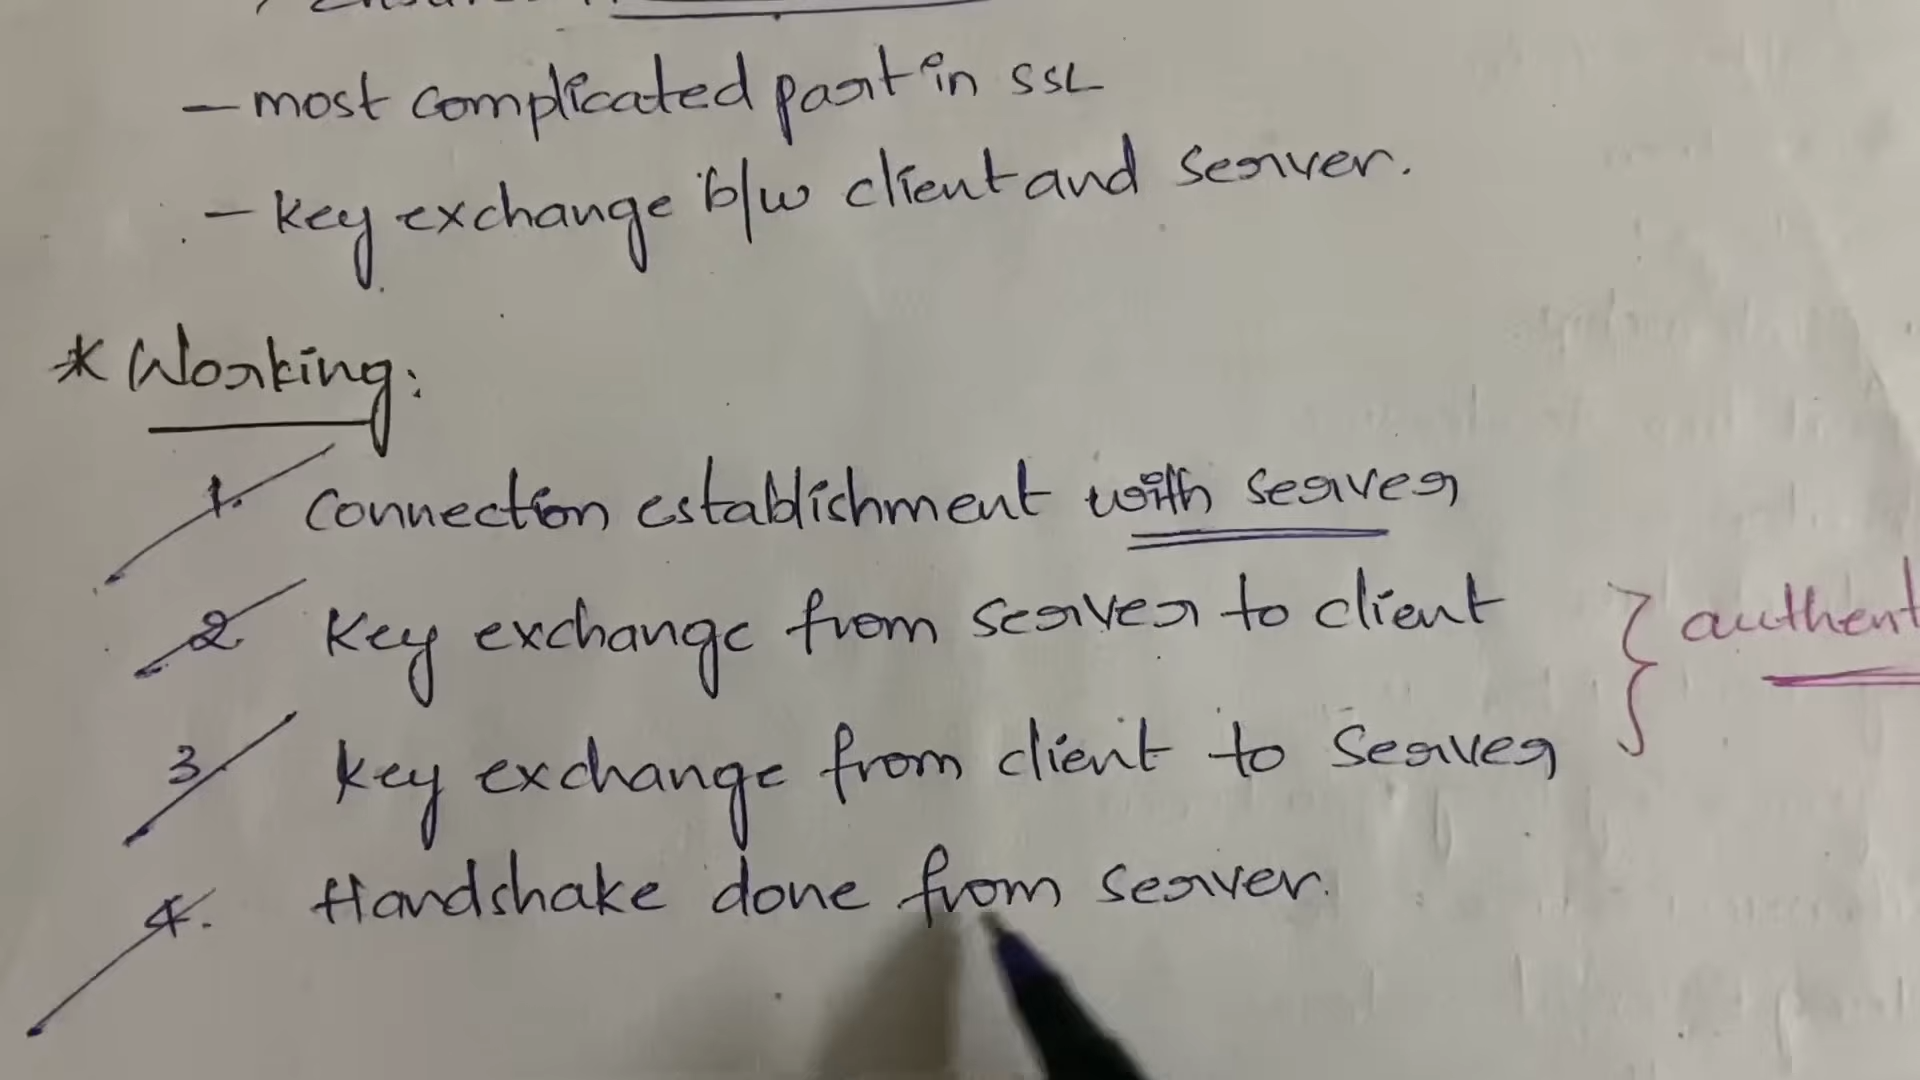 - most complicated part in SSL
- Key exchange b/w client and server.
* Working:
1. Connection establishment with server
2. Key exchange from server to client
3 Key exchange from client to server
} authent
4. Handshake done from server.